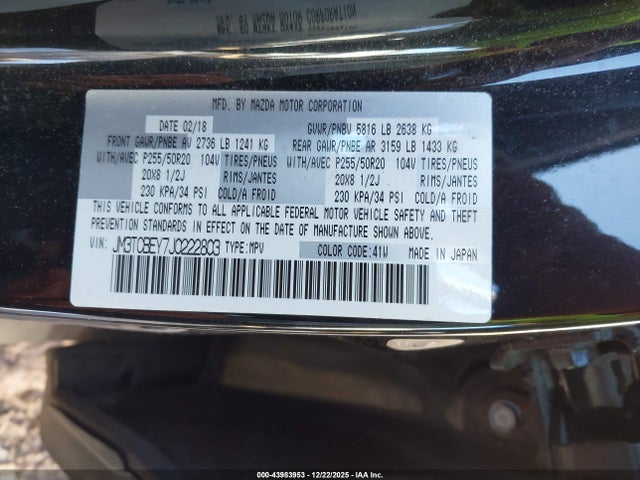 MFG. BY MAZDA MOTOR CORPORATION
DATE 02/18 GVWR/PNBV 5816 LB 2638 KG
FRONT GAWR/PNBE AV 2736 LB 1241 KG REAR GAWR/PNBE AR 3159 LB 1433 KG
WITH/AVEC P255/50R20 104V TIRES/PNEUS WITH/AVEC P255/50R20 104V TIRES/PNEUS
20X8 1/2J RIMS/JANTES 20X8 1/2J RIMS/JANTES
230 KPA/34 PSI COLD/A FROID 230 KPA/34 PSI COLD/A FROID
THIS VEHICLE CONFORMS TO ALL APPLICABLE FEDERAL MOTOR VEHICLE SAFETY AND THEFT
PREVENTION STANDARDS IN EFFECT ON THE DATE OF MANUFACTURE SHOWN ABOVE.
VIN: JM3TCBEY7J0222803 TYPE:MPV COLOR CODE:41W MADE IN JAPAN
000-43983953 - 12/22/2025 - IAA Inc.